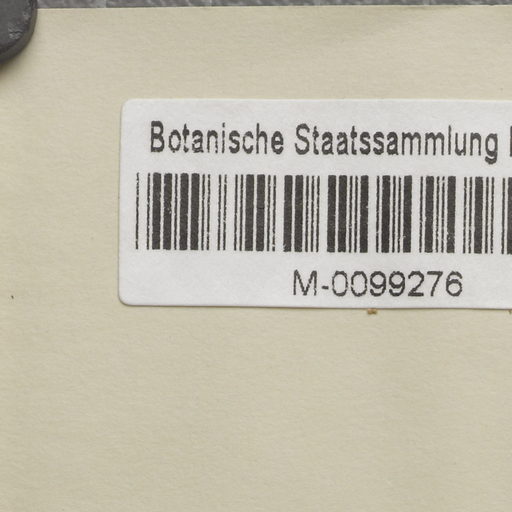 Botanische Staatssammlung
M-0099276